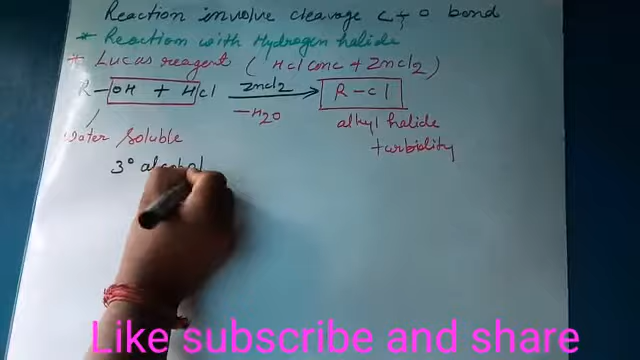 Reaction involve cleavage C+O bond
* Reaction with Hydrogen halide
* Lucas reagent ( HCl conc + ZnCl2 )
R-OH + HCl ZnCl2 R-Cl
-H2O
alkyl halide
water soluble
turbidity
3° alcohol
Like subscribe and share